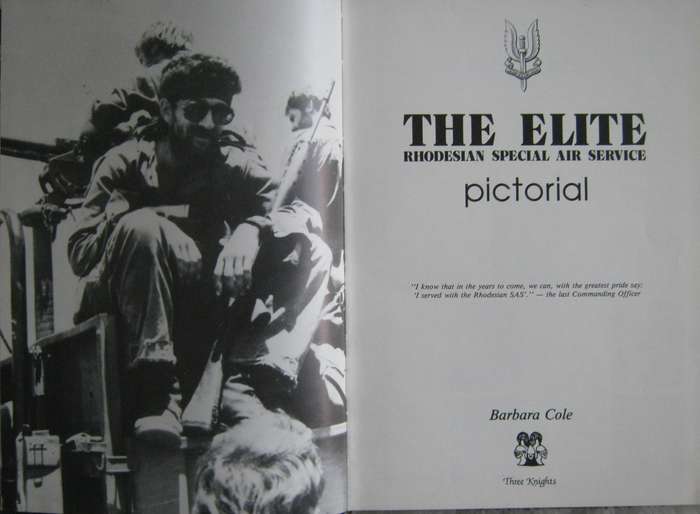 THE ELITE
RHODESIAN SPECIAL AIR SERVICE
pictorial
"I know that in the years to come, we can, with the greatest pride say:
'I served with the Rhodesian SAS'." — the last Commanding Officer
Barbara Cole
Three Knights